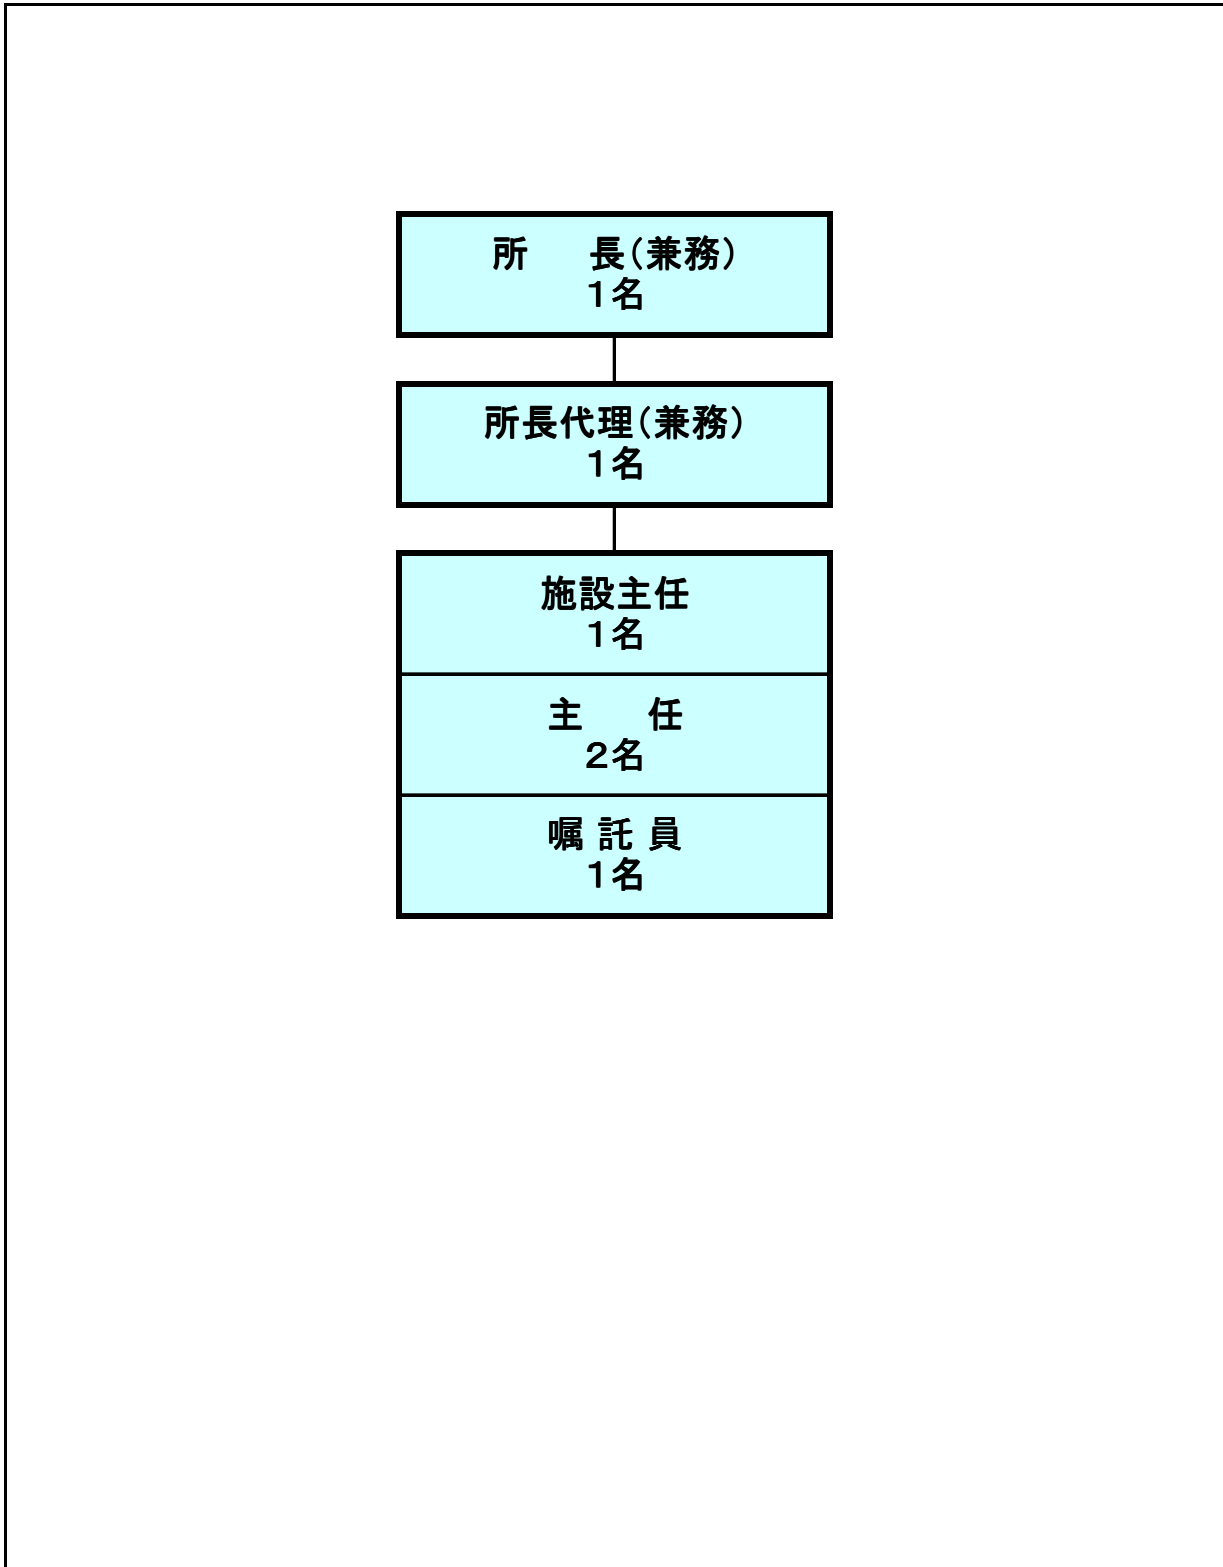 所　　長（兼務）
１名
所長代理（兼務）
１名
施設主任
１名
主　　任
２名
嘱 託 員
１名